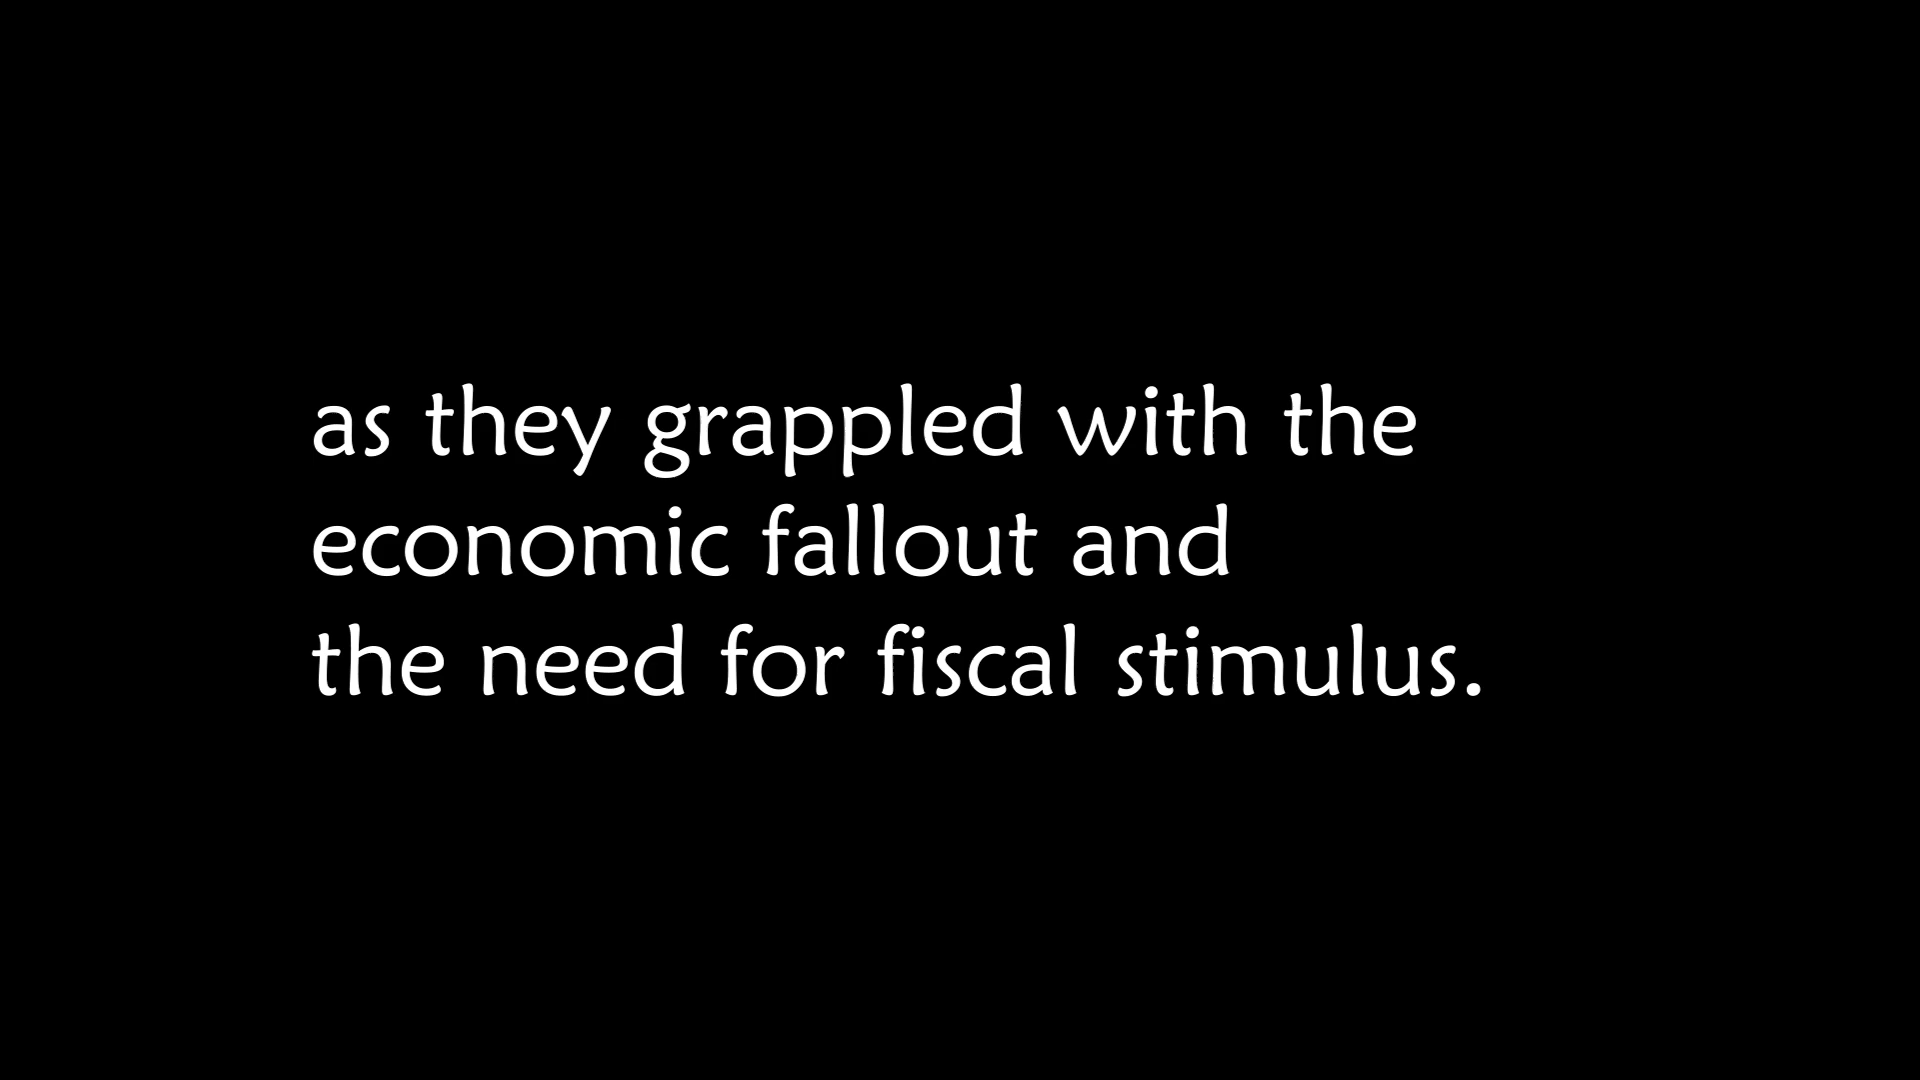 as they grappled with the
economic fallout and
the need for fiscal stimulus.